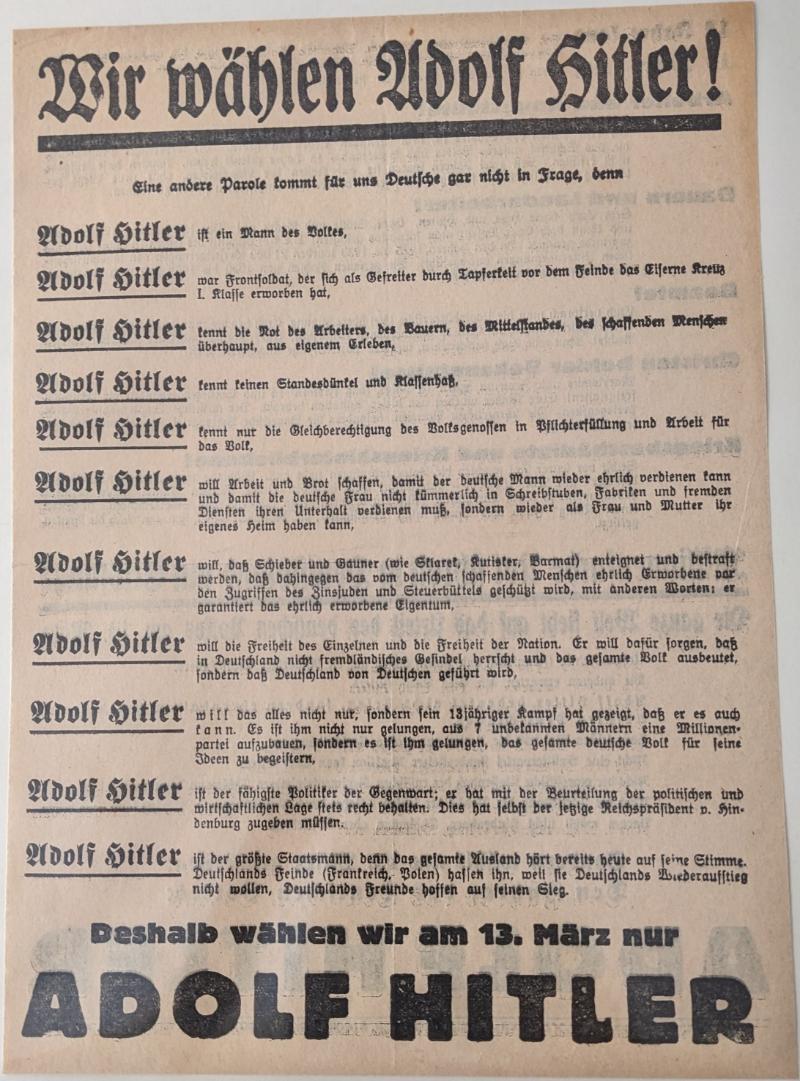 Wir wählen Adolf Hitler!
Eine andere Parole kommt für uns Deutsche gar nicht in Frage, denn
Adolf Hitler ist ein Mann des Volkes,
Adolf Hitler war Frontsoldat, der sich als Gefreiter durch Tapferkeit vor dem Feinde das Eiserne Kreuz
I. Klasse erworben hat,
Adolf Hitler kennt die Not des Arbeiters, des Bauern, des Mittelstandes, des schaffenden Menschen
überhaupt, aus eigenem Erleben,
Adolf Hitler kennt keinen Standesdünkel und Klassenhaß,
Adolf Hitler kennt nur die Gleichberechtigung des Volksgenossen in Pflichterfüllung und Arbeit für
das Volk,
Adolf Hitler will Arbeit und Brot schaffen, damit der deutsche Mann wieder ehrlich verdienen kann
und damit die deutsche Frau nicht kümmerlich in Schreibstuben, Fabriken und fremden
Diensten ihren Unterhalt verdienen muß, sondern wieder als Frau und Mutter ihr
eigenes Heim haben kann,
Adolf Hitler will, daß Schieber und Gauner (wie Sklarek, Kutisker, Barmat) enteignet und bestraft
werden, daß dahingegen das vom deutschen schaffenden Menschen ehrlich Erworbene vor
den Zugriffen des Zinsjuden und Steuerbüttels geschützt wird, mit anderen Worten: er
garantiert das ehrlich erworbene Eigentum,
Adolf Hitler will die Freiheit des Einzelnen und die Freiheit der Nation. Er will dafür sorgen, daß
in Deutschland nicht fremdländisches Gesindel herrscht und das gesamte Volk ausbeutet,
sondern daß Deutschland von Deutschen geführt wird,
Adolf Hitler will das alles nicht nur, sondern sein 13jähriger Kampf hat gezeigt, daß er es auch
kann. Es ist ihm nicht nur gelungen, aus 7 unbekannten Männern eine Millionen-
partei aufzubauen, sondern es ist ihm gelungen, das gesamte deutsche Volk für seine
Ideen zu begeistern,
Adolf Hitler ist der fähigste Politiker der Gegenwart; er hat mit der Beurteilung der politischen und
wirtschaftlichen Lage stets recht behalten. Dies hat selbst der jetzige Reichspräsident v. Hin-
denburg zugeben müssen.
Adolf Hitler ist der größte Staatsmann, denn das gesamte Ausland hört bereits heute auf seine Stimme.
Deutschlands Feinde (Frankreich, Polen) hassen ihn, weil sie Deutschlands Wiederaufstieg
nicht wollen, Deutschlands Freunde hoffen auf seinen Sieg.
Deshalb wählen wir am 13. März nur
ADOLF HITLER